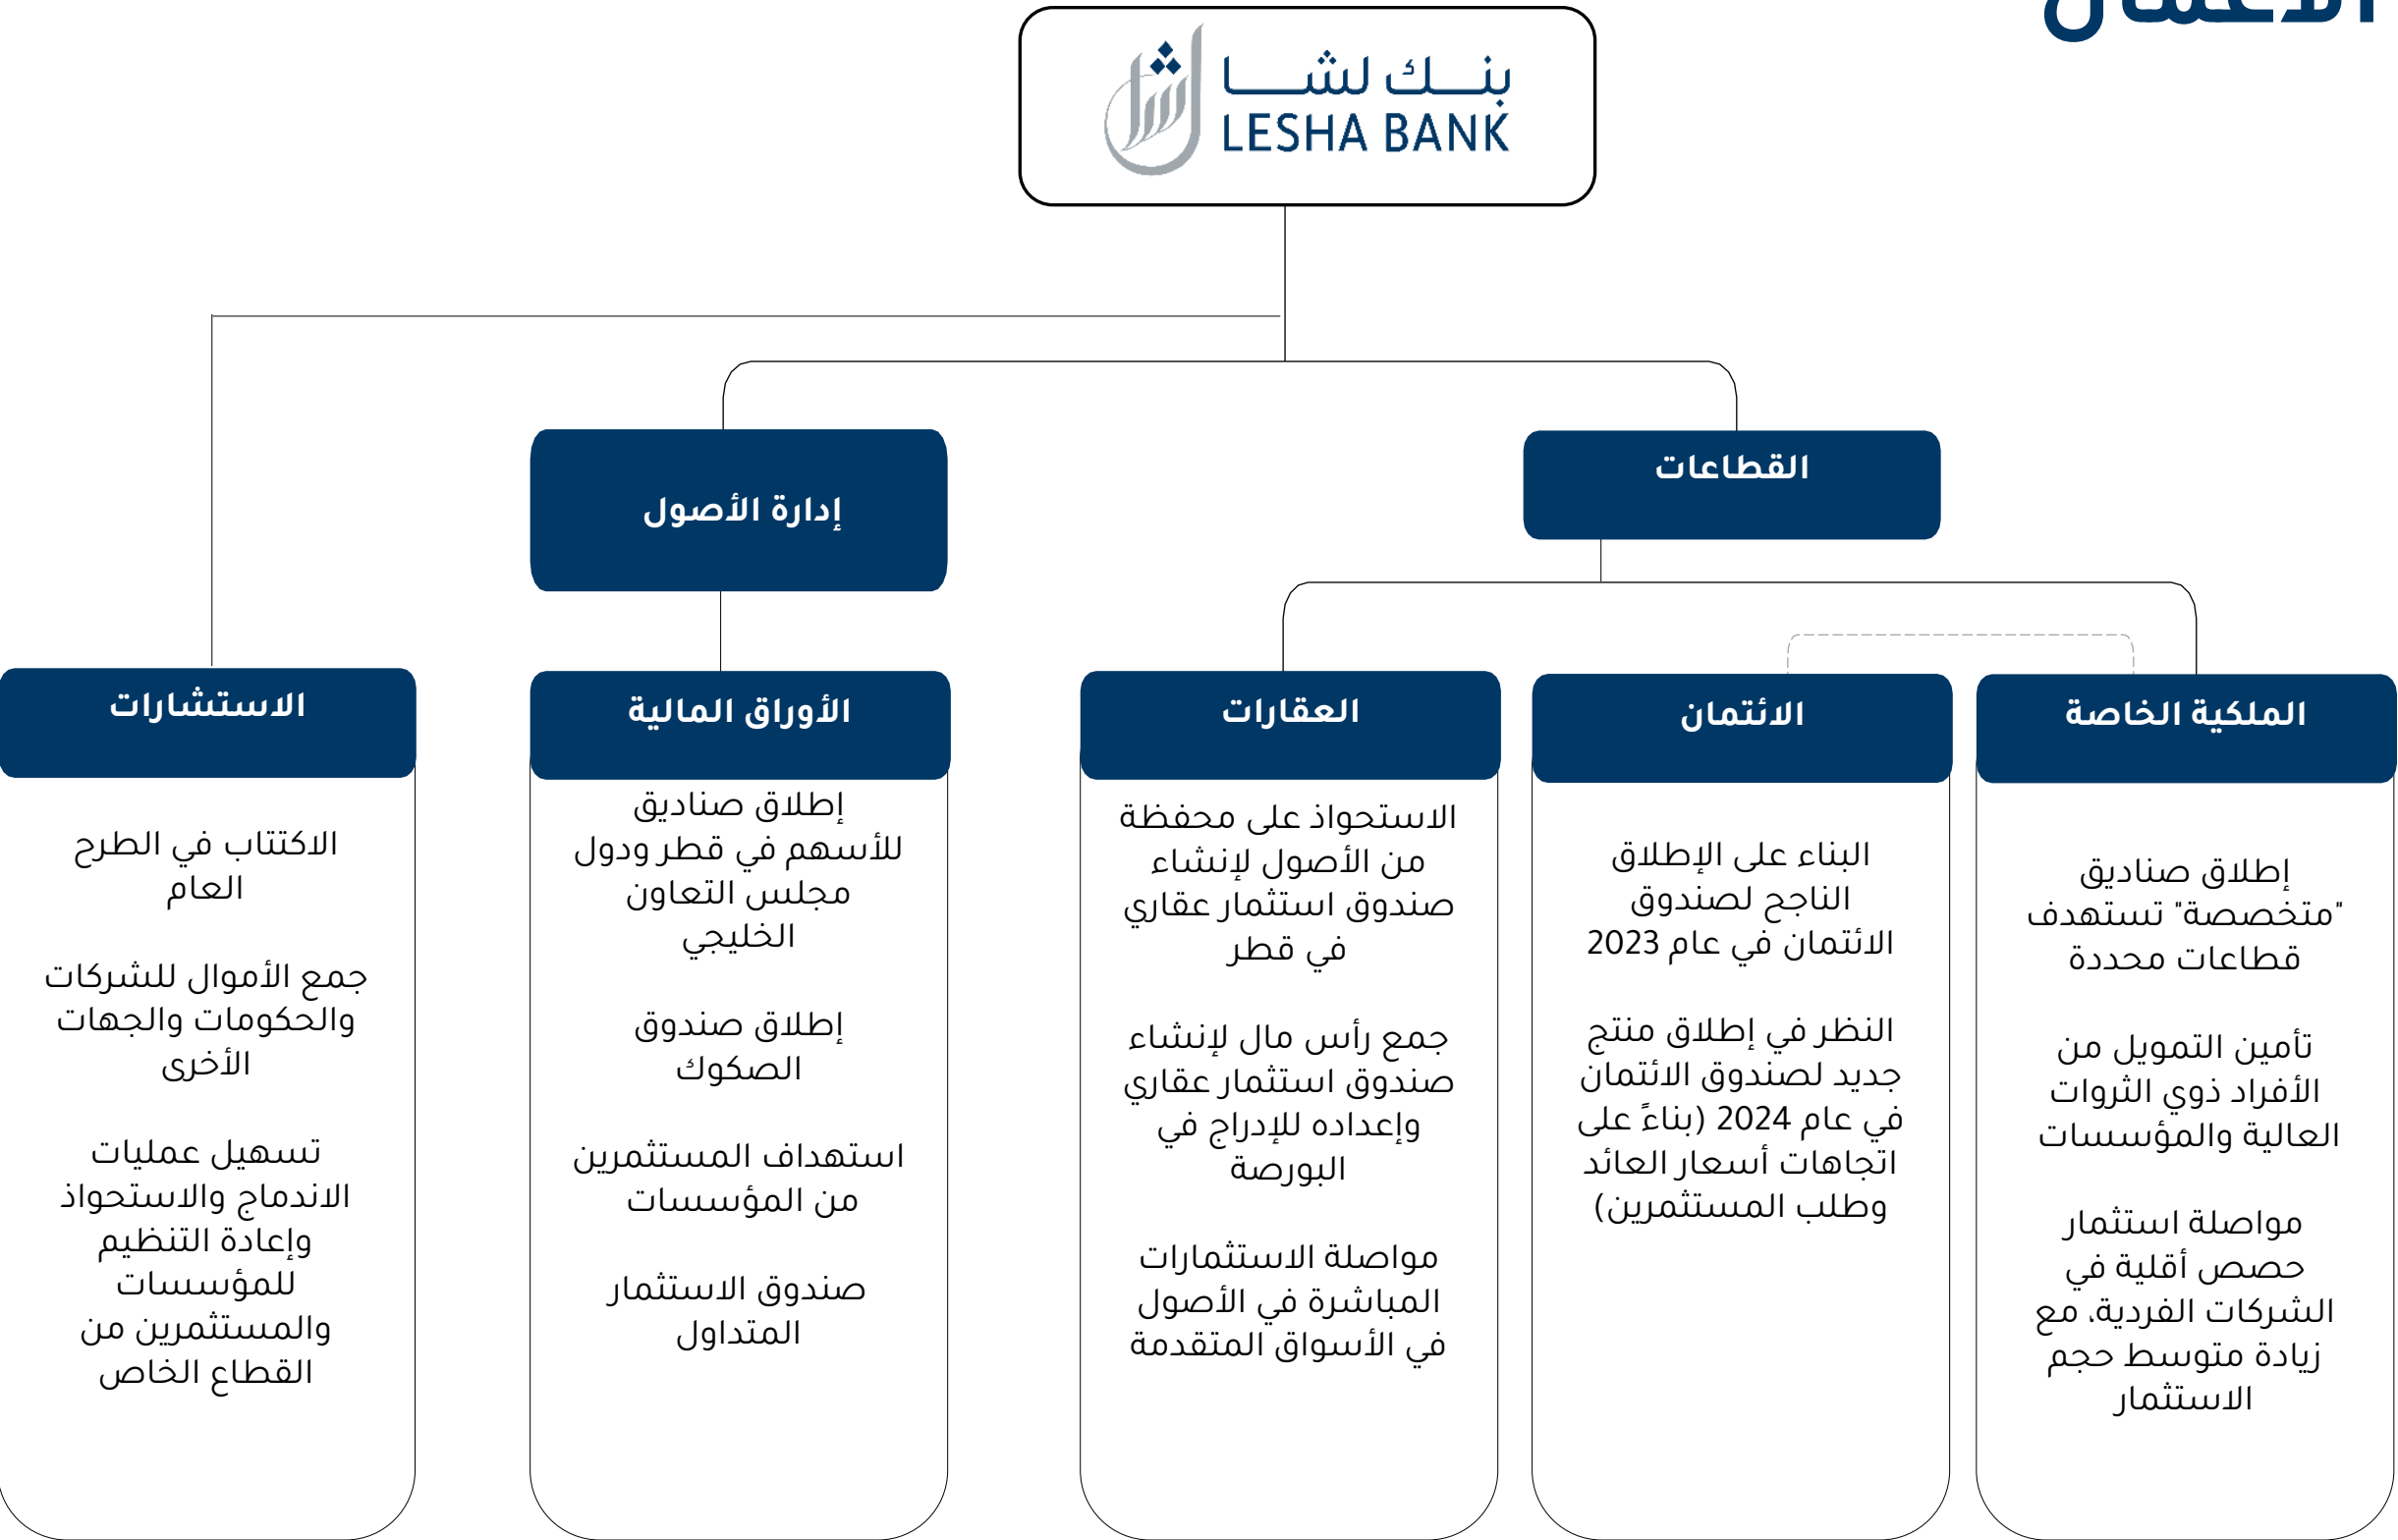 بنك لشا
LESHA BANK
القطاعات
إدارة الأصول
الملكية الخاصة
إطلاق صناديق
"متخصصة" تستهدف
قطاعات محددة
تأمين التمويل من
الأفراد ذوي الثروات
العالية والمؤسسات
مواصلة استثمار
حصص أقلية في
الشركات الفردية، مع
زيادة متوسط حجم
الاستثمار
الائتمان
البناء على الإطلاق
الناجح لصندوق
الائتمان في عام 2023
النظر في إطلاق منتج
جديد لصندوق الائتمان
في عام 2024 (بناءً على
اتجاهات أسعار العائد
وطلب المستثمرين)
العقارات
الاستحواذ على محفظة
من الأصول لإنشاء
صندوق استثمار عقاري
في قطر
جمع رأس مال لإنشاء
صندوق استثمار عقاري
وإعداده للإدراج في
البورصة
مواصلة الاستثمارات
المباشرة في الأصول
في الأسواق المتقدمة
الأوراق المالية
إطلاق صناديق
للأسهم في قطر ودول
مجلس التعاون
الخليجي
إطلاق صندوق
الصكوك
استهداف المستثمرين
من المؤسسات
صندوق الاستثمار
المتداول
الاستشارات
الاكتتاب في الطرح
العام
جمع الأموال للشركات
والحكومات والجهات
الأخرى
تسهيل عمليات
الاندماج والاستحواذ
وإعادة التنظيم
للمؤسسات
والمستثمرين من
القطاع الخاص